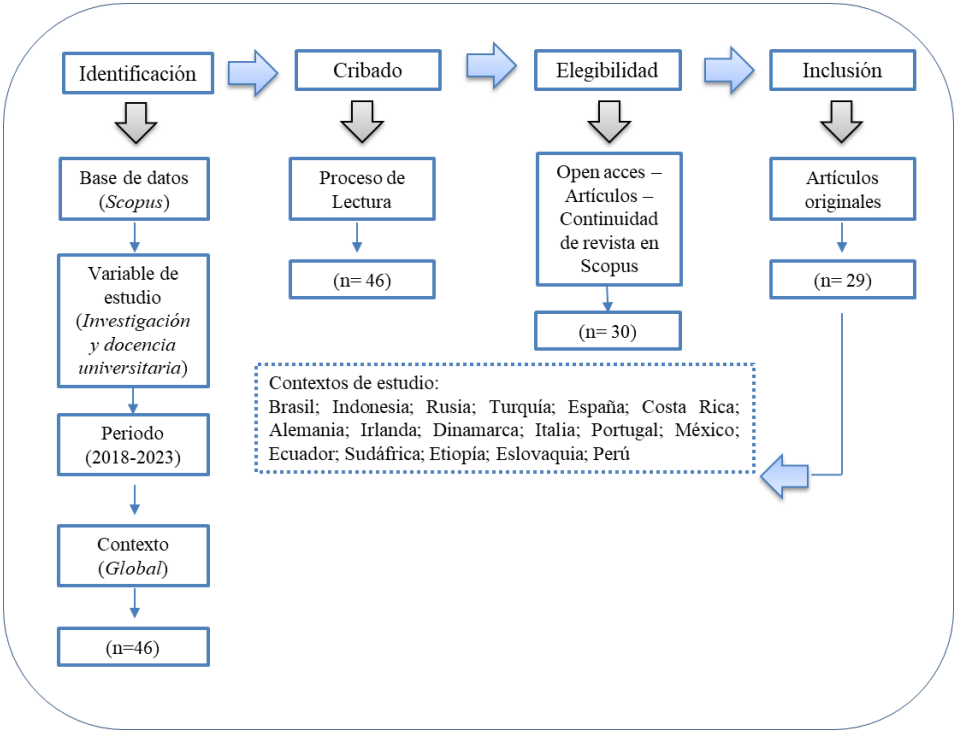 Identificación
Cribado
Elegibilidad
Inclusión
Base de datos
(Scopus)
Variable de
estudio
(Investigación
y docencia
universitaria)
Periodo
(2018-2023)
Contexto
(Global)
(n=46)
Proceso de
Lectura
(n= 46)
Open acces –
Artículos –
Continuidad
de revista en
Scopus
(n= 30)
Artículos
originales
(n= 29)
Contextos de estudio:
Brasil; Indonesia; Rusia; Turquía; España; Costa Rica;
Alemania; Irlanda; Dinamarca; Italia; Portugal; México;
Ecuador; Sudáfrica; Etiopía; Eslovaquia; Perú